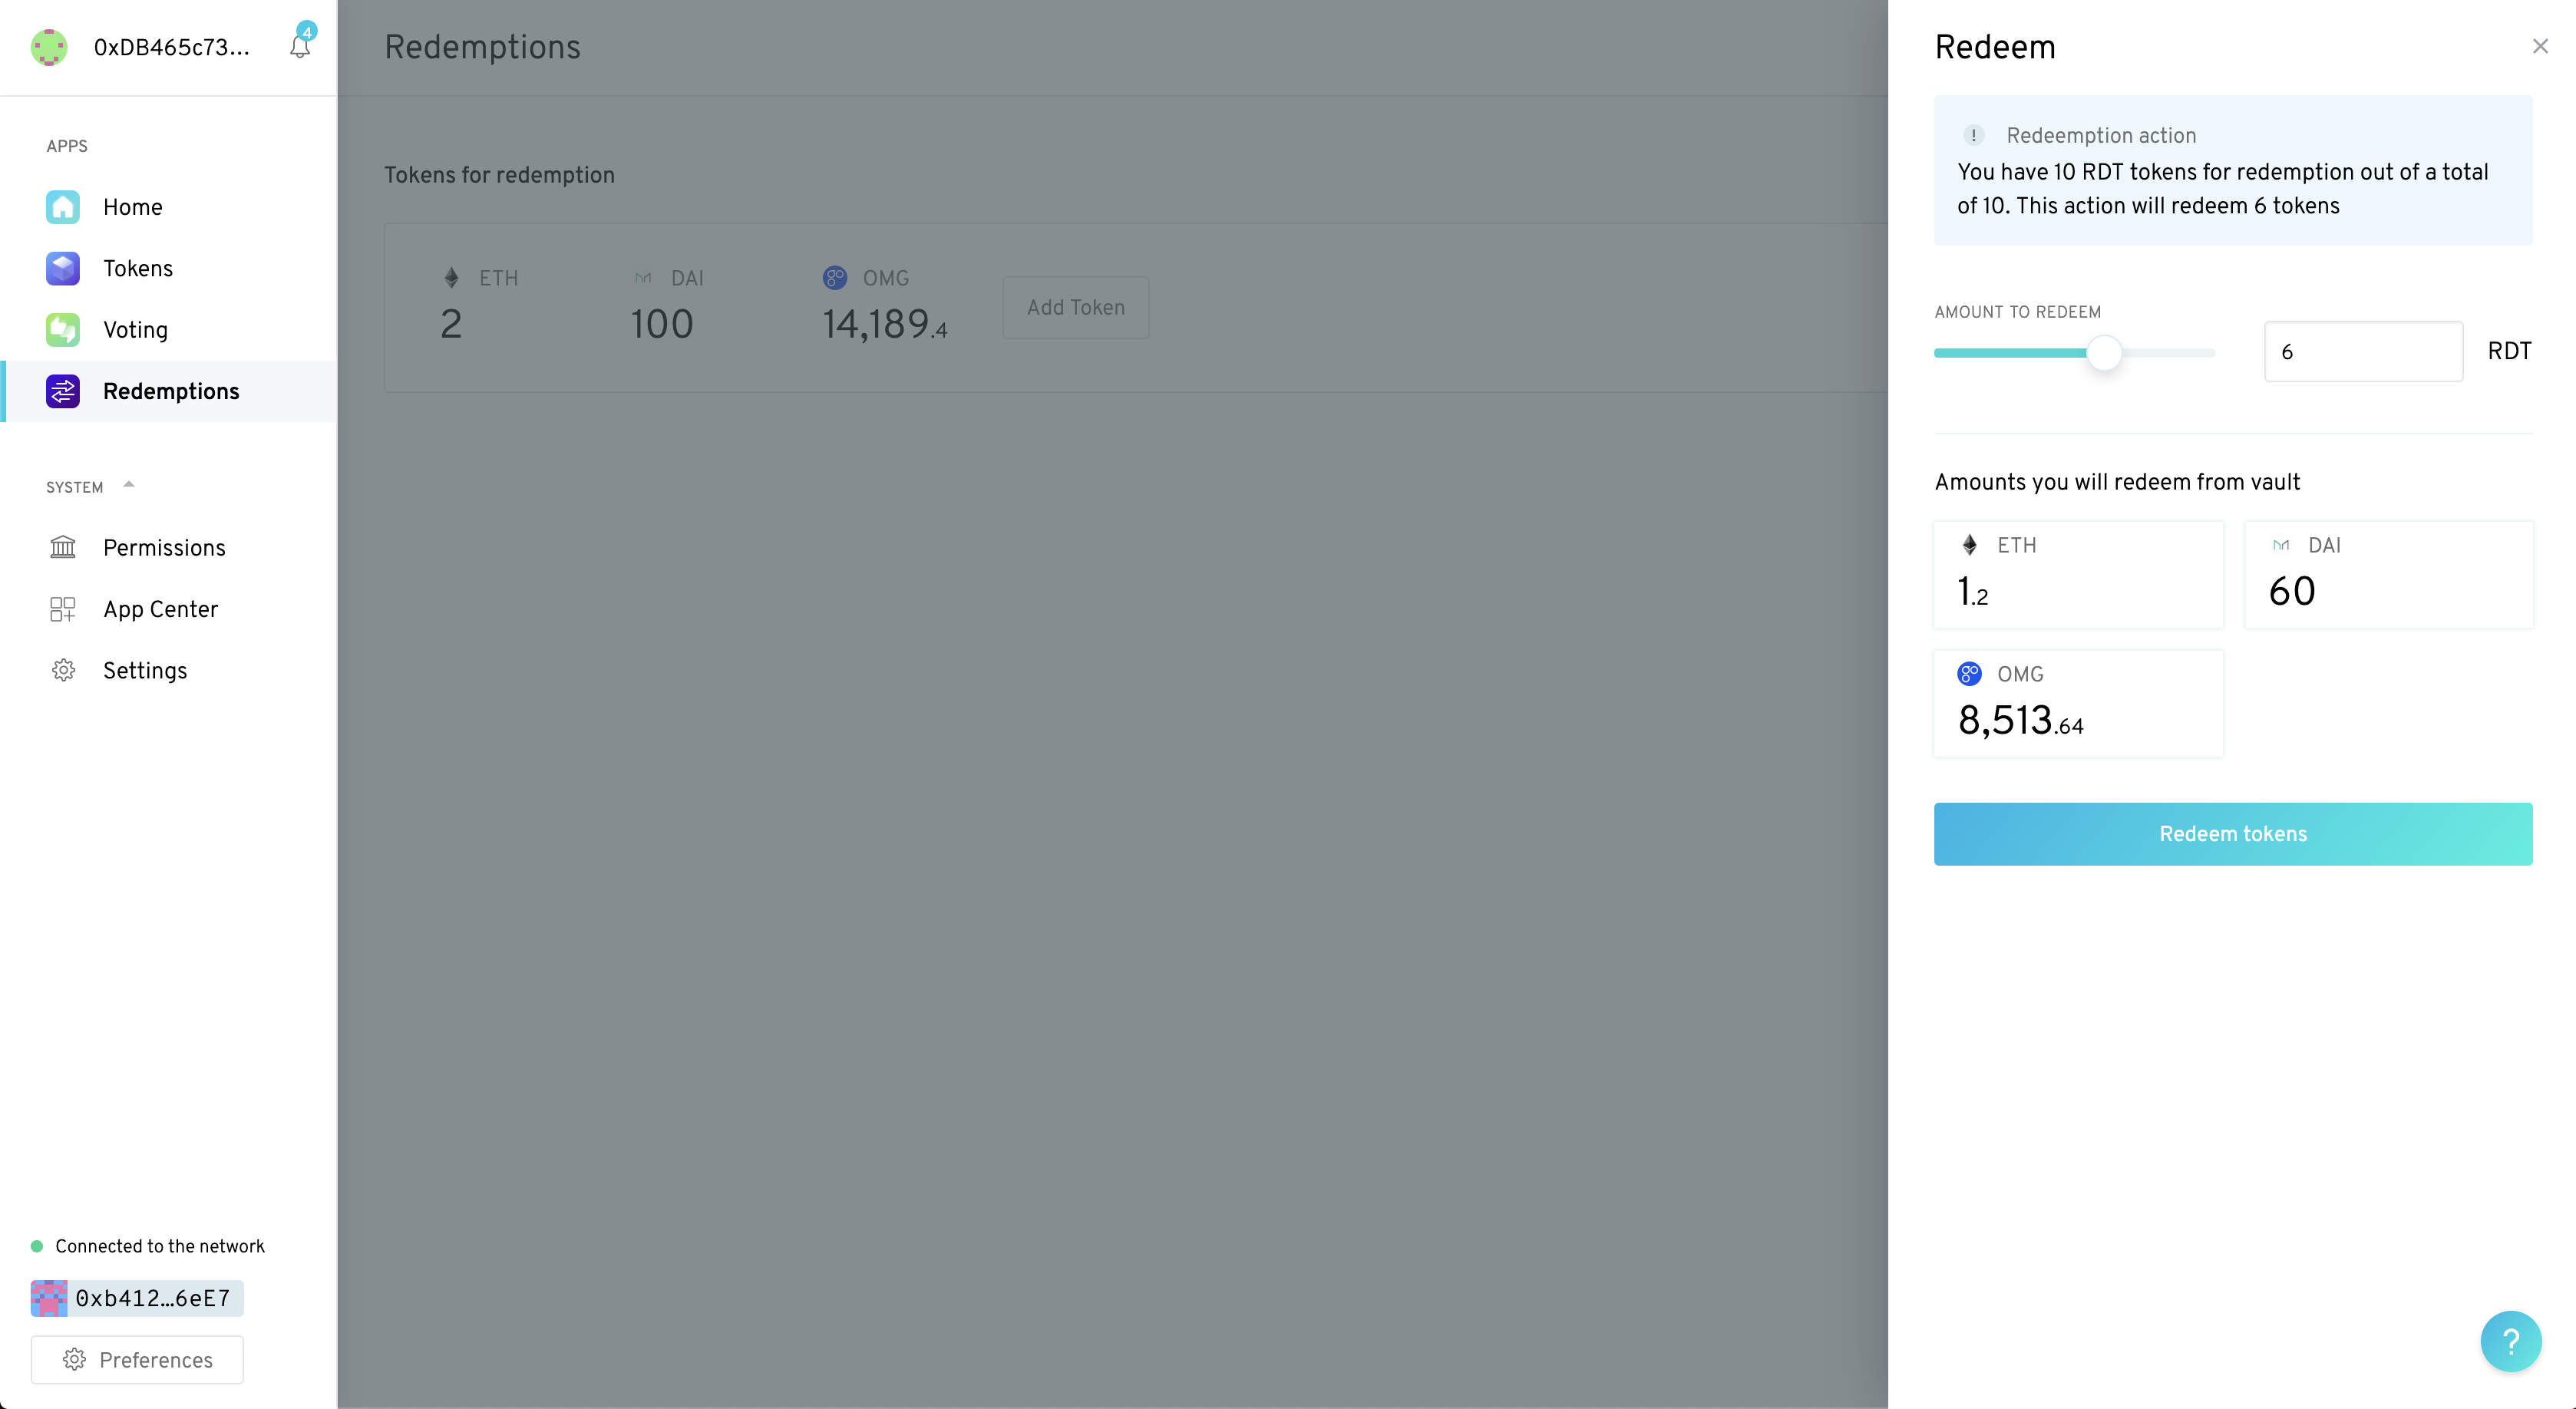 0xDB465c73...
4
APPS
Home
Tokens
Voting
Redemptions
SYSTEM
Permissions
App Center
Settings
Connected to the network
0xb412…6eE7
Preferences
Redemptions
Tokens for redemption
ETH
DAI
OMG
2
100
14,189.4
Add Token
Redeem
! Redeemption action
You have 10 RDT tokens for redemption out of a total
of 10. This action will redeem 6 tokens
AMOUNT TO REDEEM
6
RDT
Amounts you will redeem from vault
ETH
1.2
DAI
60
OMG
8,513.64
Redeem tokens
?